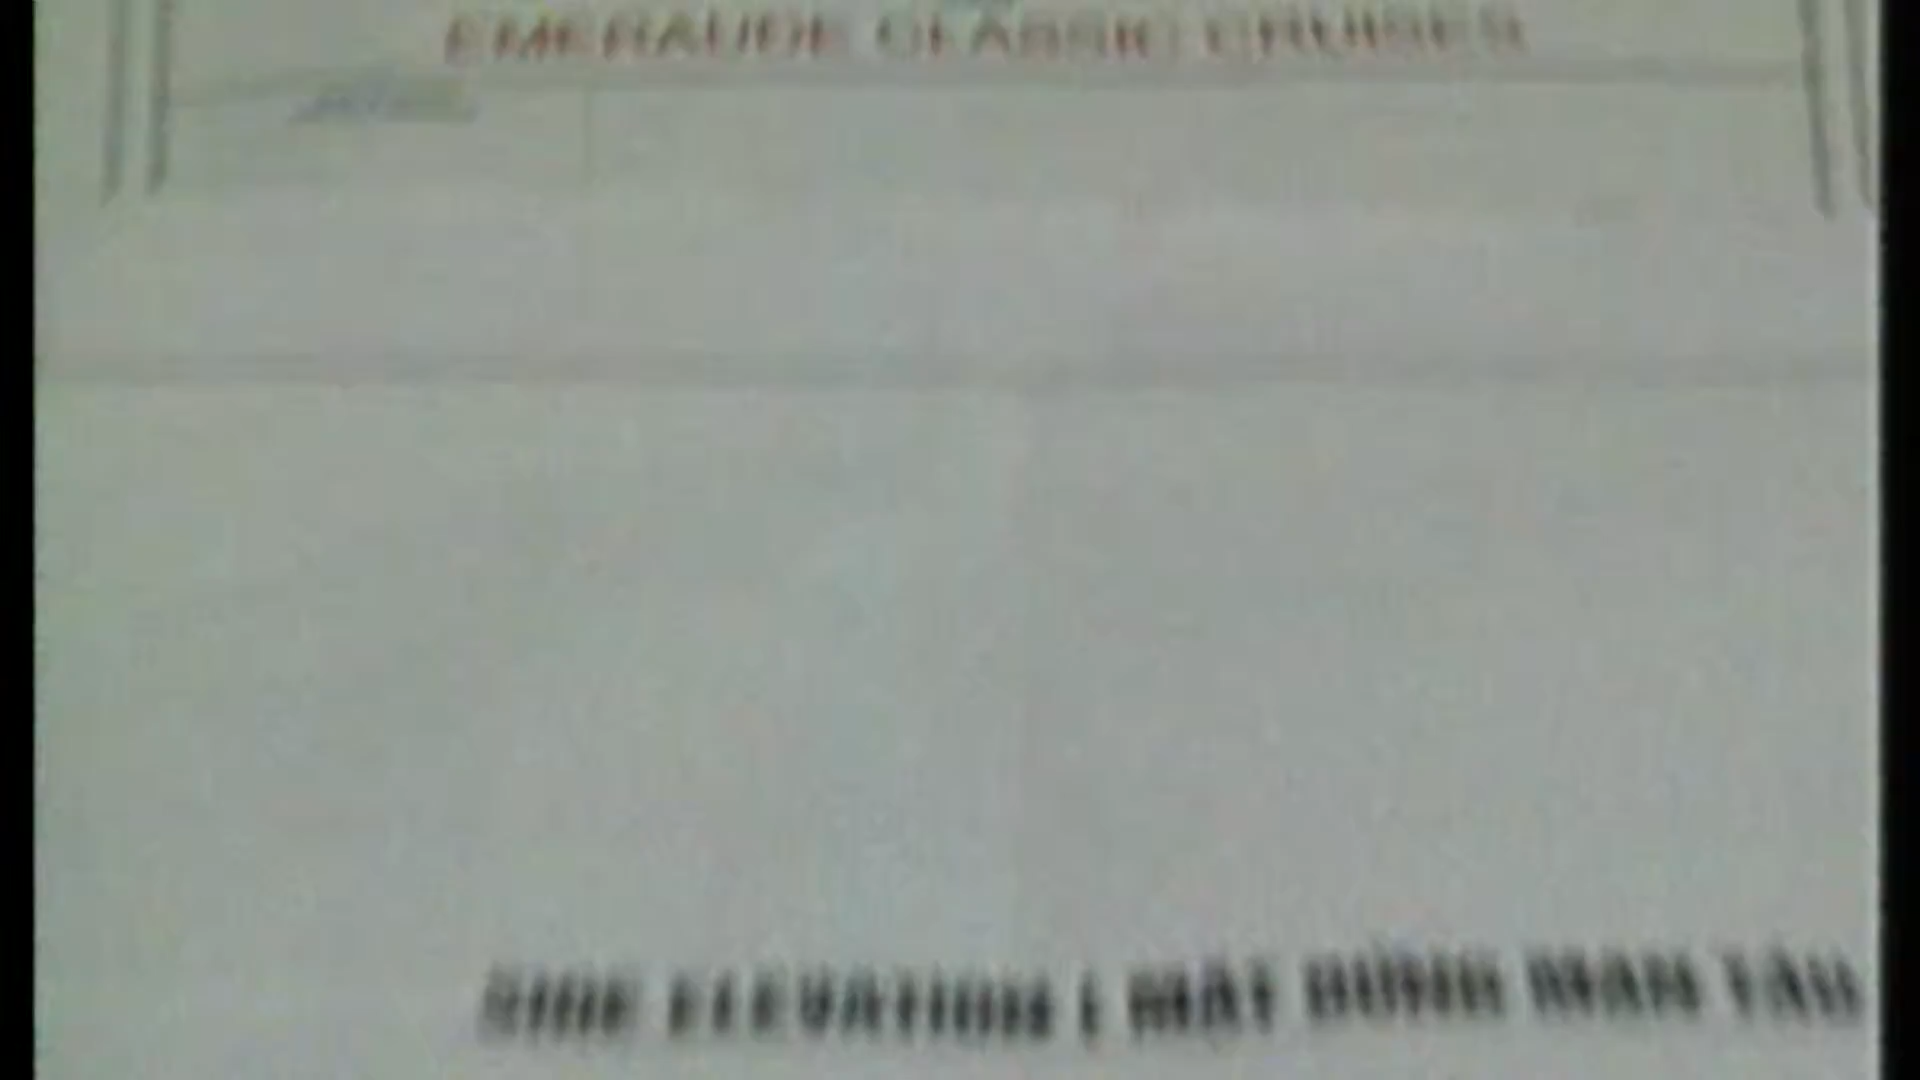 EMERAUDE CLASSIC CRUISES
SIDE ELEVATION / MẶT ĐỨNG MẠN TÀU